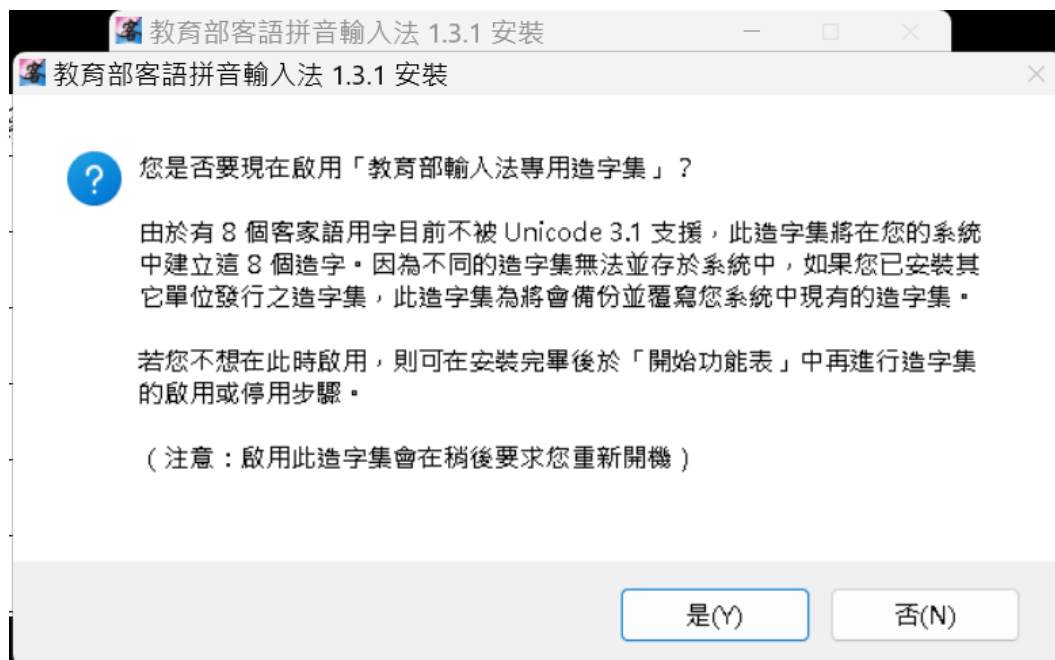 教育部客語拼音輸入法 1.3.1 安裝
教育部客語拼音輸入法 1.3.1 安裝
您是否要現在啟用「教育部輸入法專用造字集」？
由於有 8 個客家語用字目前不被 Unicode 3.1 支援，此造字集將在您的系統
中建立這 8 個造字。因為不同的造字集無法並存於系統中，如果您已安裝其
它單位發行之造字集，此造字集為將會備份並覆寫您系統中現有的造字集。
若您不想在此時啟用，則可在安裝完畢後於「開始功能表」中再進行造字集
的啟用或停用步驟。
（注意：啟用此造字集會在稍後要求您重新開機）
是(Y)
否(N)